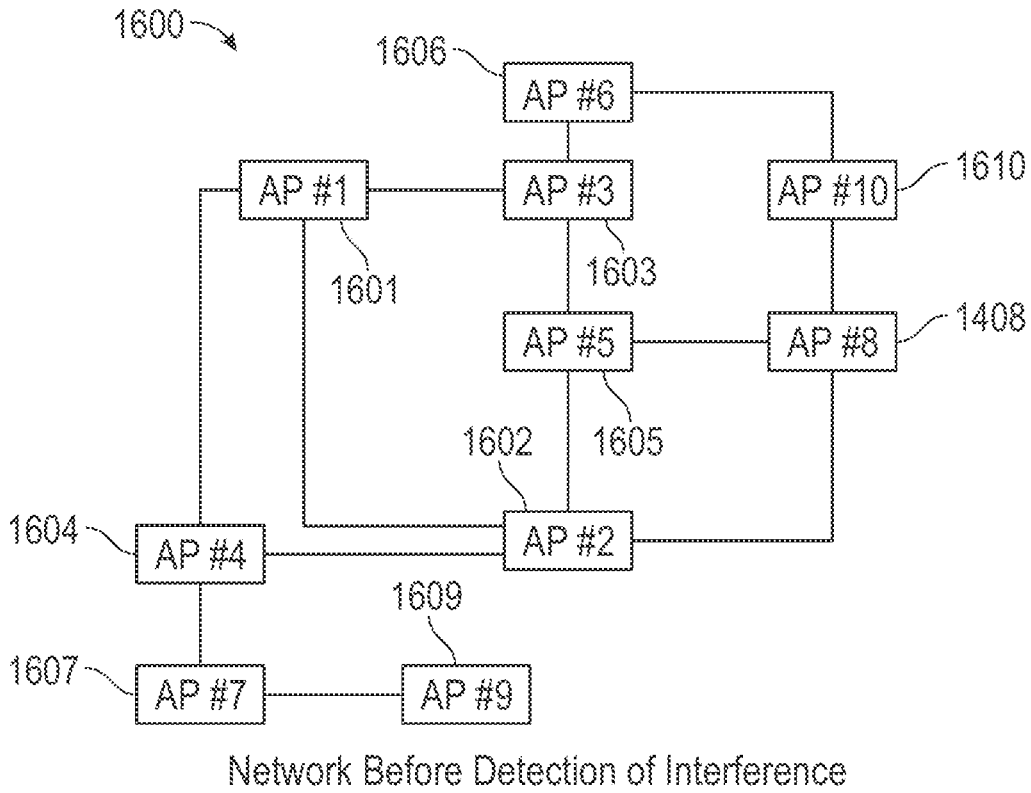 1600
1606
AP #6
AP #1
AP #3
AP #10
1610
1601
1603
AP #5
AP #8
1408
1602
1605
1604
AP #4
AP #2
1609
1607
AP #7
AP #9
Network Before Detection of Interference